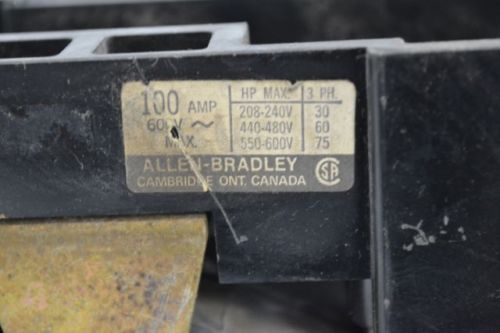 100 AMP
600V ~
MAX.
HP MAX. 3 PH.
208-240V 30
440-480V 60
550-600V 75
ALLEN-BRADLEY
CAMBRIDGE ONT. CANADA
SA